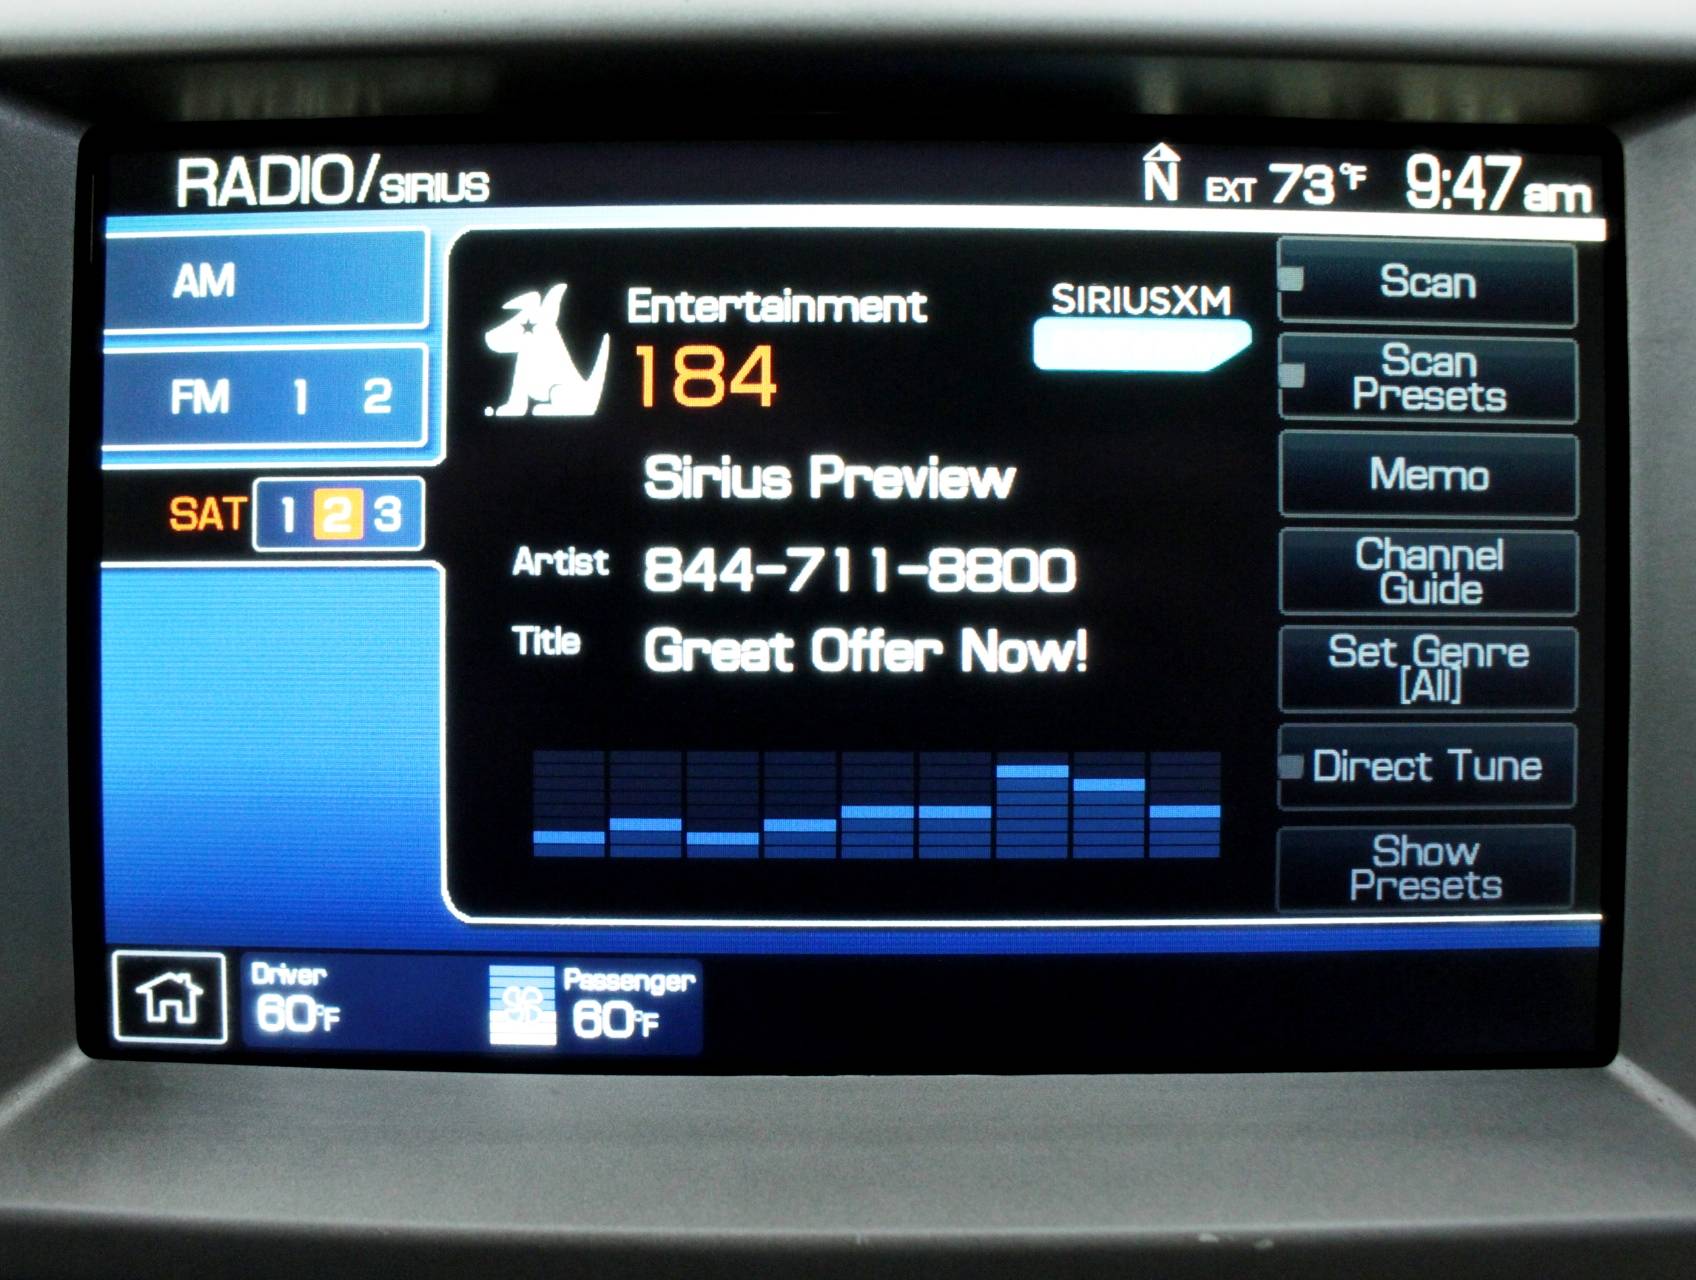 RADIO/SIRIUS
N EXT 73°F 9:47 am
AM
FM 1 2
SAT 1 2 3
Entertainment
184
SIRIUSXM
Sirius Preview
Artist 844-711-8800
Title Great Offer Now!
Scan
Scan
Presets
Memo
Channel
Guide
Set Genre
[All]
Direct Tune
Show
Presets
Driver
60°F
Passenger
60°F